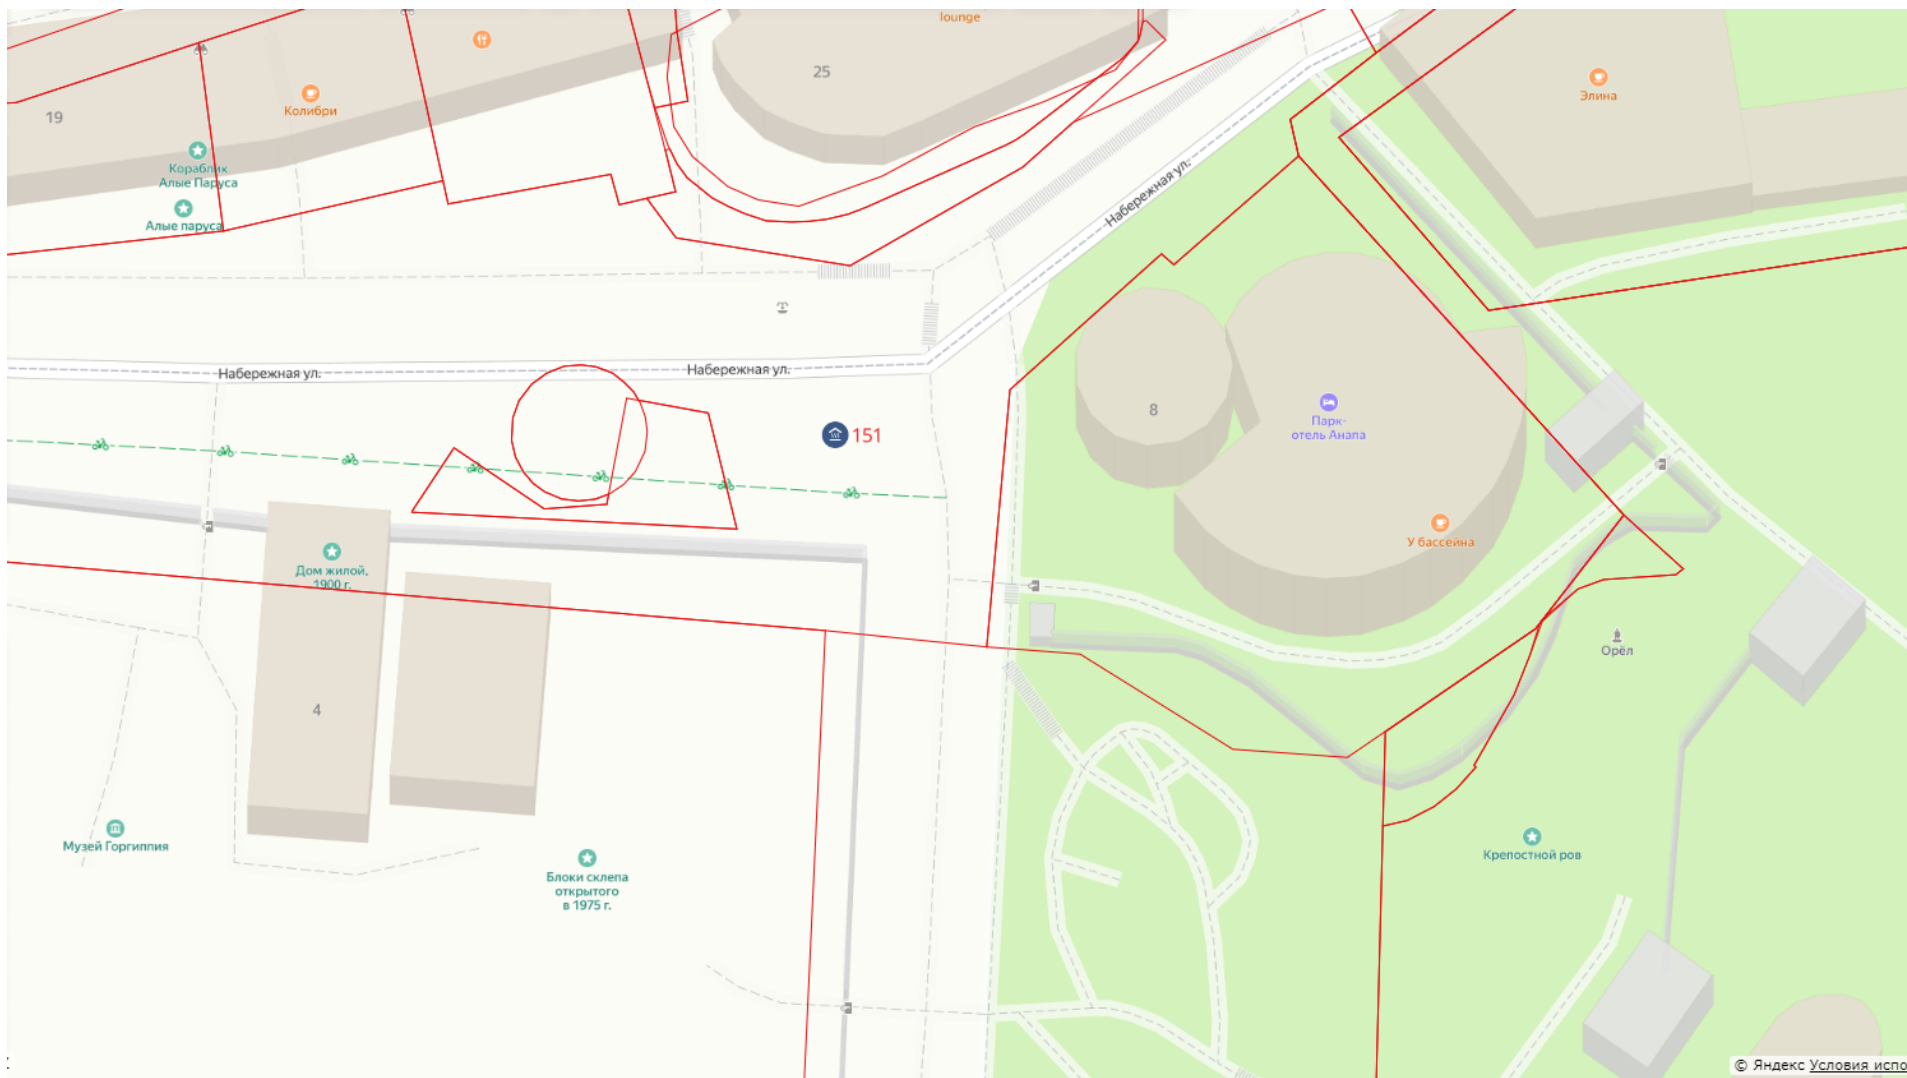 lounge
25
Элина
Колибри
19
Кораблик
Алые Паруса
Алые паруса
Набережная ул.
Набережная ул.
Набережная ул.
8
Парк-
отель Анапа
151
У бассейна
Дом жилой,
1900 г.
Орёл
4
Музей Горгиппия
Крепостной ров
Блоки склепа
открытого
в 1975 г.
© Яндекс Условия испо